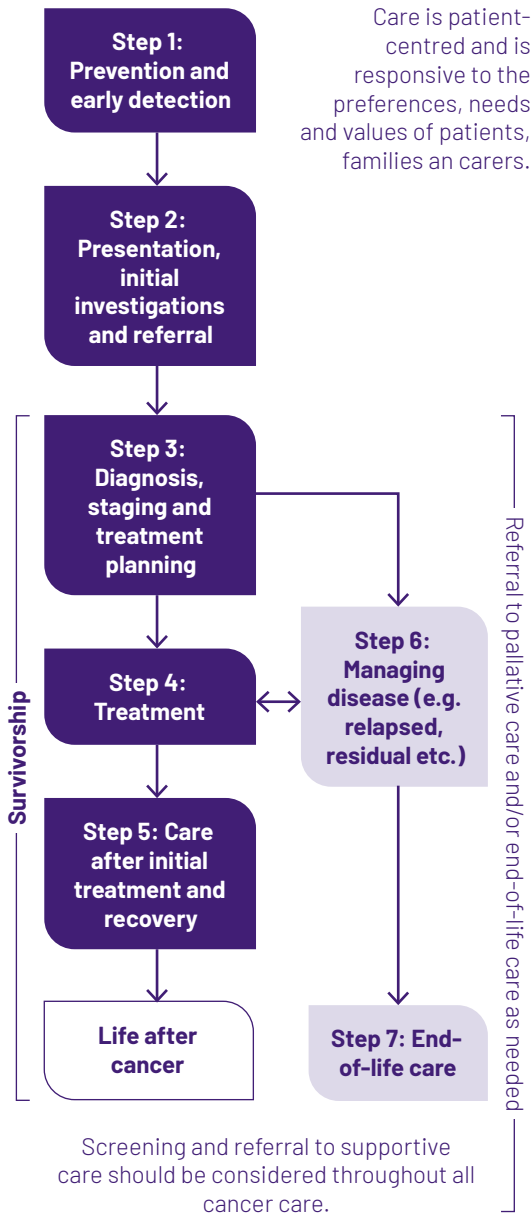 Step 1:
Prevention and
early detection
Care is patient-
centred and is
responsive to the
preferences, needs
and values of patients,
families an carers.
Step 2:
Presentation,
initial
investigations
and referral
Step 3:
Diagnosis,
staging and
treatment
planning
Step 4:
Treatment
Step 6:
Managing
disease (e.g.
relapsed,
residual etc.)
Step 5: Care
after initial
treatment and
recovery
Life after
cancer
Step 7: End-
of-life care
Survivorship
Referral to pallative care and/or end-of-life care as needed
Screening and referral to supportive
care should be considered throughout all
cancer care.